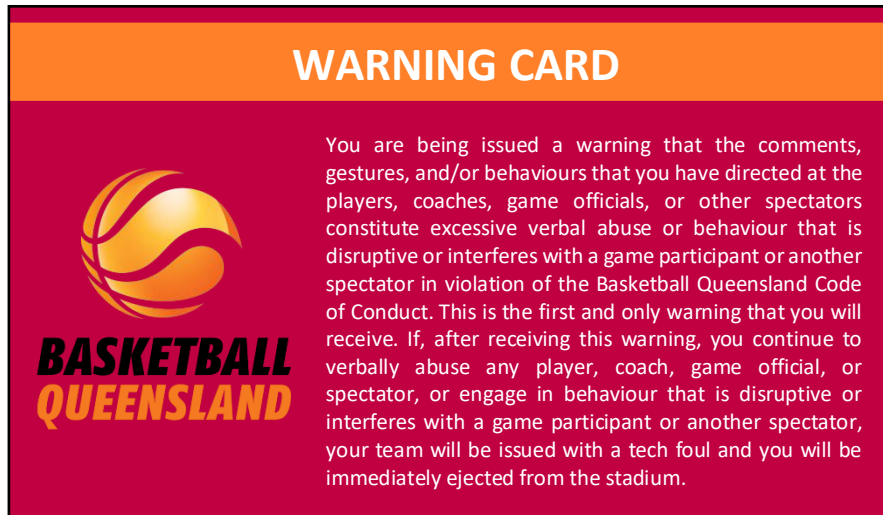 WARNING CARD
You are being issued a warning that the comments,
gestures, and/or behaviours that you have directed at the
players, coaches, game officials, or other spectators
constitute excessive verbal abuse or behaviour that is
disruptive or interferes with a game participant or another
spectator in violation of the Basketball Queensland Code
of Conduct. This is the first and only warning that you will
receive. If, after receiving this warning, you continue to
verbally abuse any player, coach, game official, or
spectator, or engage in behaviour that is disruptive or
interferes with a game participant or another spectator,
your team will be issued with a tech foul and you will be
immediately ejected from the stadium.
BASKETBALL
QUEENSLAND